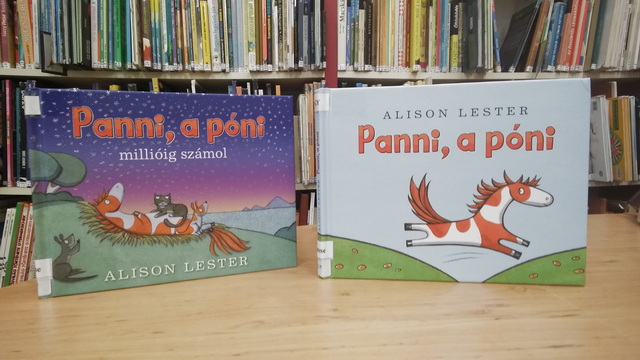 Panni, a póni
millióig számol
ALISON LESTER
ALISON LESTER
Panni, a póni